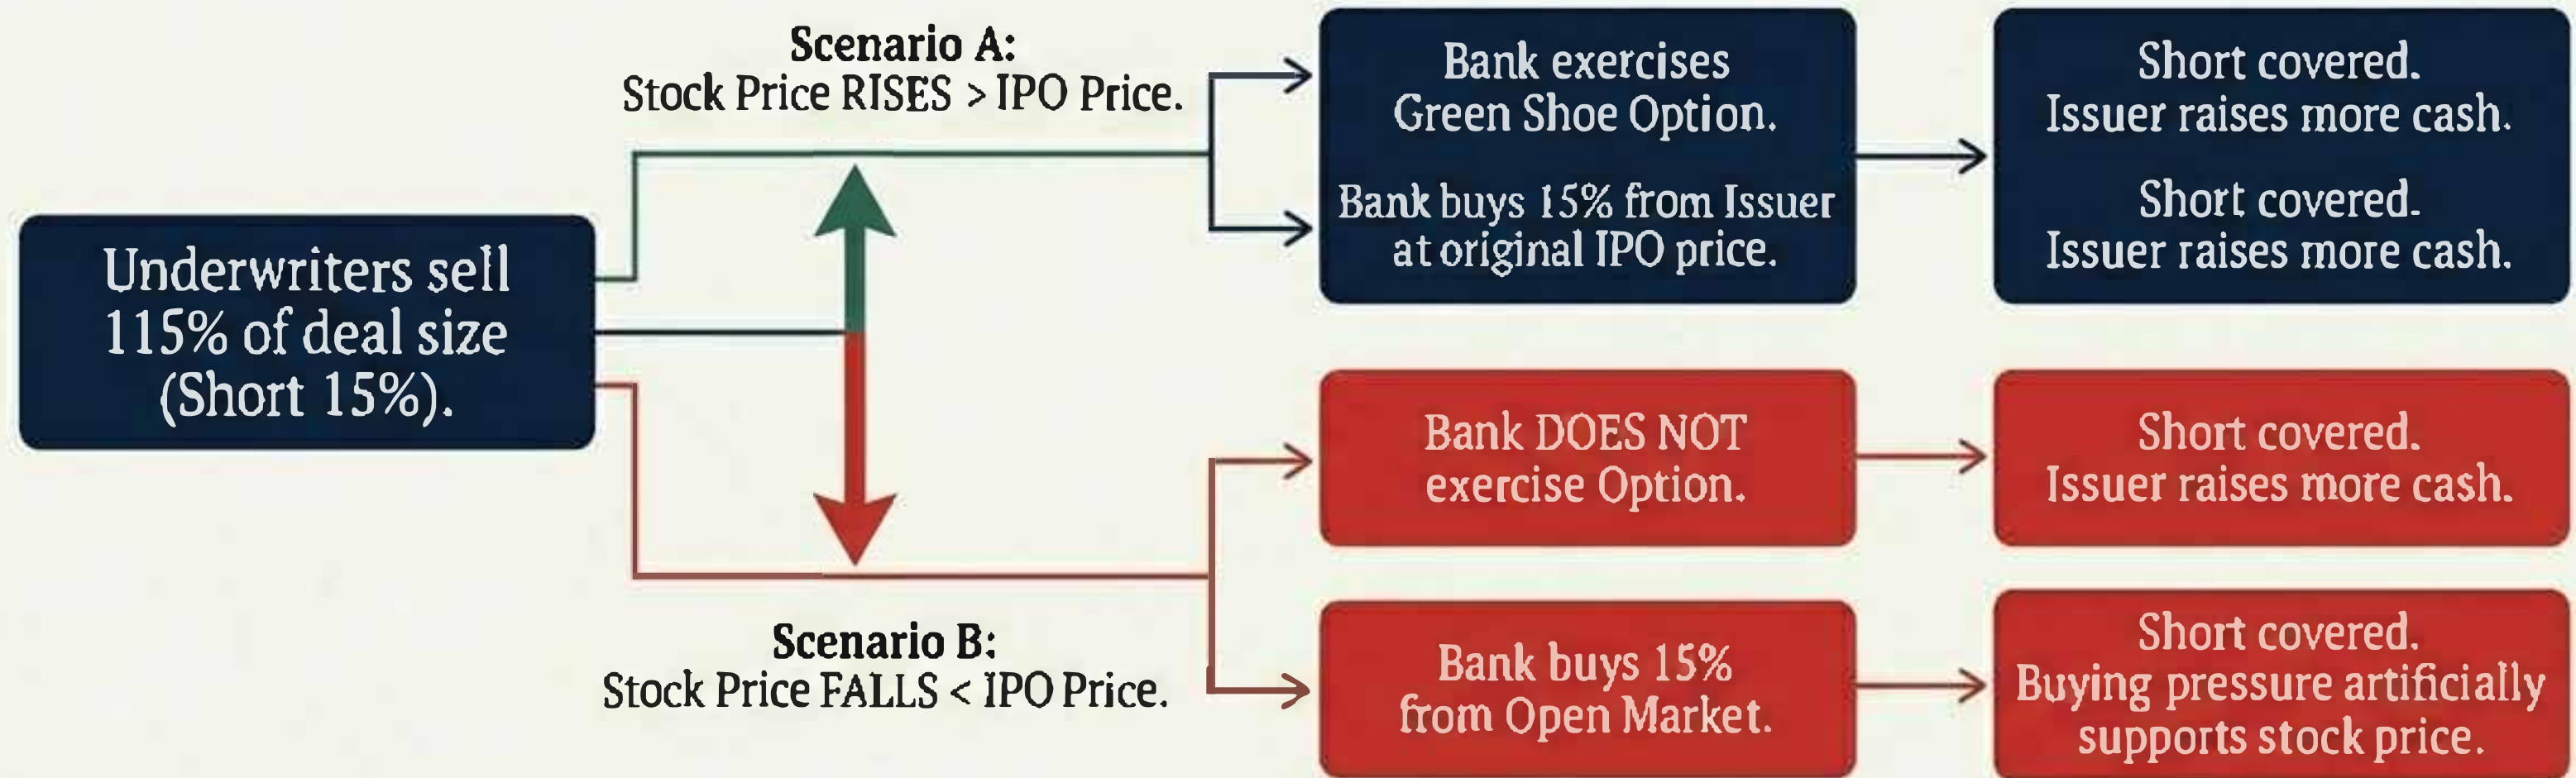 Scenario A:
Stock Price RISES > IPO Price.
Underwriters sell
115% of deal size
(Short 15%).
Bank exercises
Green Shoe Option.
Bank buys 15% from Issuer
at original IPO price.
Short covered.
Issuer raises more cash.
Short covered.
Issuer raises more cash.
Scenario B:
Stock Price FALLS < IPO Price.
Bank DOES NOT
exercise Option.
Short covered.
Issuer raises more cash.
Bank buys 15%
from Open Market.
Short covered.
Buying pressure artificially
supports stock price.